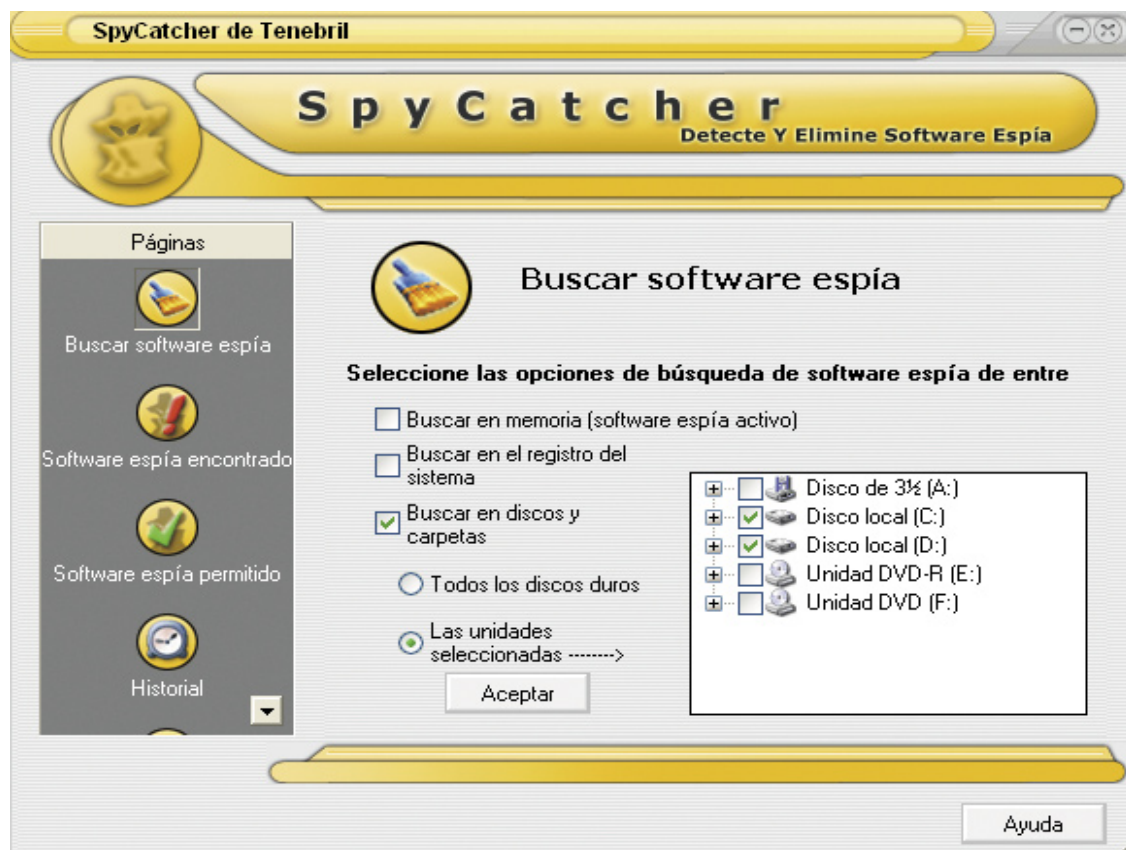 SpyCatcher de Tenebril
SpyCatcher
Detecte Y Elimine Software Espía
Páginas
Buscar software espía
Software espía encontrado
Software espía permitido
Historial
Buscar software espía
Seleccione las opciones de búsqueda de software espía de entre
Buscar en memoria (software espía activo)
Buscar en el registro del
sistema
Buscar en discos y
carpetas
Todos los discos duros
Las unidades
seleccionadas -------->
Aceptar
Disco de 3½ (A:)
Disco local (C:)
Disco local (D:)
Unidad DVD-R (E:)
Unidad DVD (F:)
Ayuda